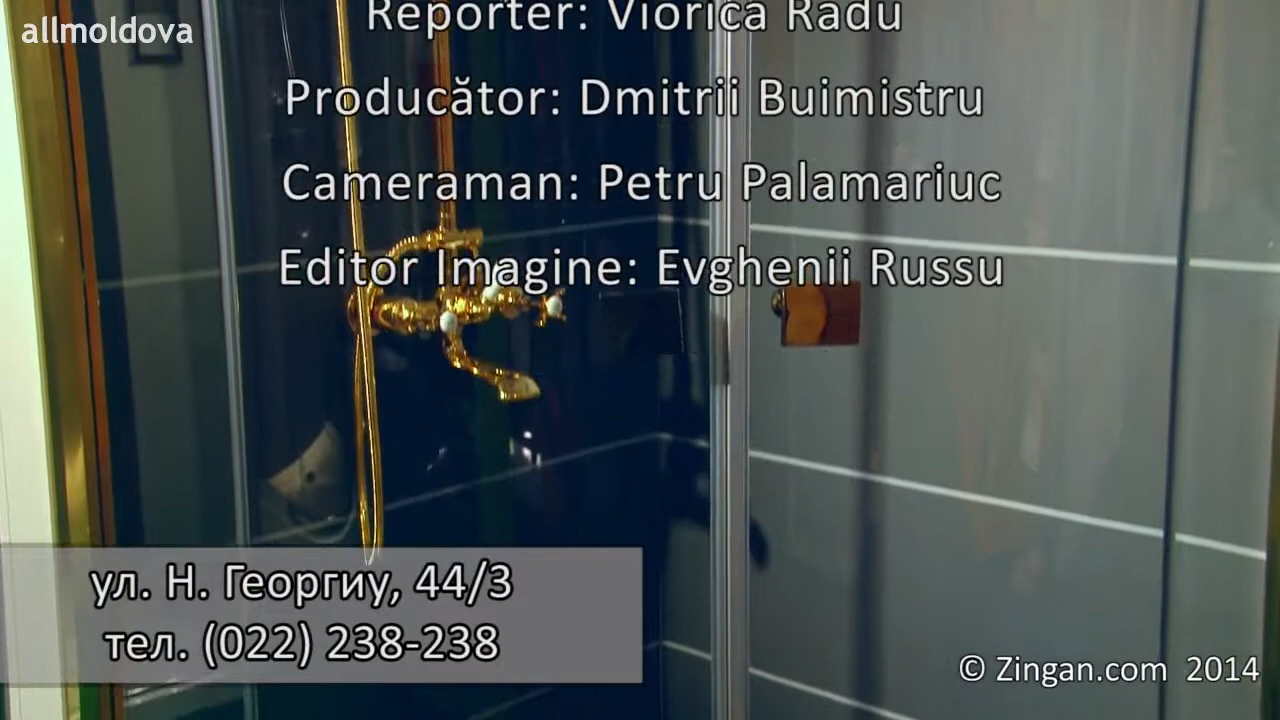 allmoldova
Reporter: Viorica Radu
Producător: Dmitrii Buimistru
Cameraman: Petru Palamariuc
Editor Imagine: Evghenii Russu
ул. Н. Георгиу, 44/3
тел. (022) 238-238
© Zingan.com 2014